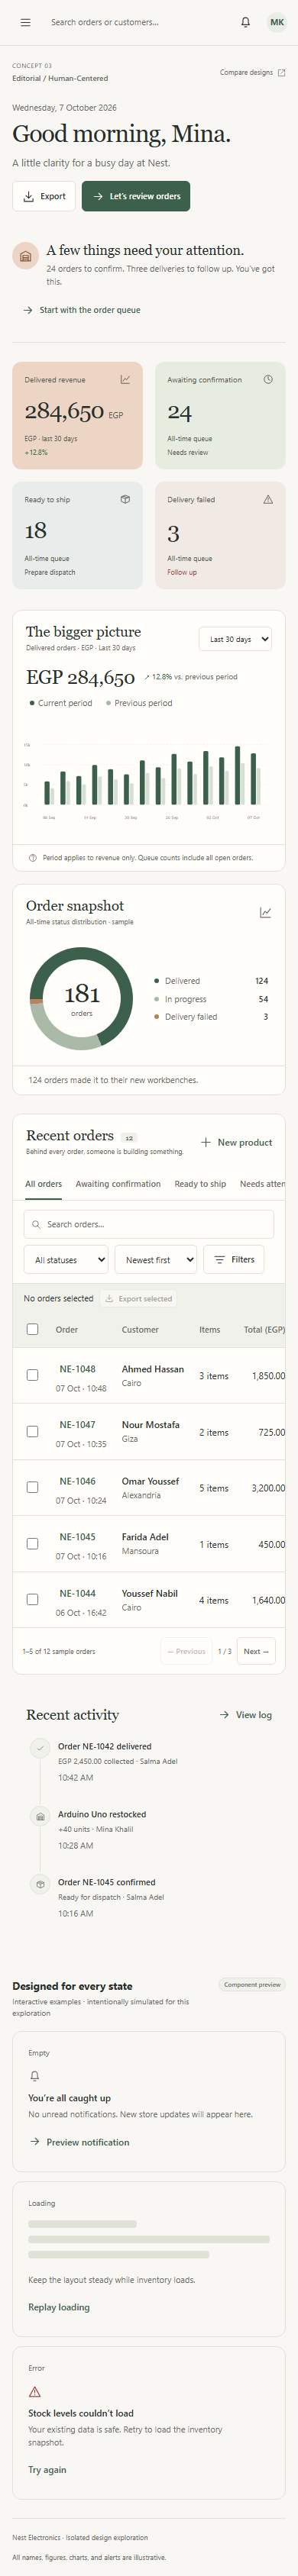 Search orders or customers...
MK
CONCEPT 03
Editorial / Human-Centered
Compare designs
Wednesday, 7 October 2026
Good morning, Mina.
A little clarity for a busy day at Nest.
Export
Let's review orders
A few things need your attention.
24 orders to confirm. Three deliveries to follow up. You've got
this.
Start with the order queue
Delivered revenue
284,650 EGP
EGP · last 30 days
+12.8%
Awaiting confirmation
24
All-time queue
Needs review
Ready to ship
18
All-time queue
Prepare dispatch
Delivery failed
3
All-time queue
Follow up
The bigger picture
Delivered orders · EGP · Last 30 days
Last 30 days
EGP 284,650
↗ 12.8% vs. previous period
Current period
Previous period
Period applies to revenue only. Queue counts include all open orders.
Order snapshot
All-time status distribution · sample
181
orders
Delivered 124
In progress 54
Delivery failed 3
124 orders made it to their new workbenches.
Recent orders 12
Behind every order, someone is building something.
New product
All orders
Awaiting confirmation
Ready to ship
Needs atten
Search orders...
All statuses
Newest first
Filters
No orders selected
Export selected
Order Customer Items Total (EGP)
NE-1048 Ahmed Hassan 3 items 1,850.00
07 Oct · 10:48 Cairo
NE-1047 Nour Mostafa 2 items 725.00
07 Oct · 10:35 Giza
NE-1046 Omar Youssef 5 items 3,200.00
07 Oct · 10:24 Alexandria
NE-1045 Farida Adel 1 items 450.00
07 Oct · 10:16 Mansoura
NE-1044 Youssef Nabil 4 items 1,640.00
06 Oct · 16:42 Cairo
1–5 of 12 sample orders
← Previous
1 / 3
Next →
Recent activity
View log
Order NE-1042 delivered
EGP 2,450.00 collected · Salma Adel
10:42 AM
Arduino Uno restocked
+40 units · Mina Khalil
10:28 AM
Order NE-1045 confirmed
Ready for dispatch · Salma Adel
10:16 AM
Designed for every state
Component preview
Interactive examples · intentionally simulated for this
exploration
Empty
You're all caught up
No unread notifications. New store updates will appear here.
Preview notification
Loading
Keep the layout steady while inventory loads.
Replay loading
Error
Stock levels couldn't load
Your existing data is safe. Retry to load the inventory
snapshot.
Try again
Nest Electronics · Isolated design exploration
All names, figures, charts, and alerts are illustrative.